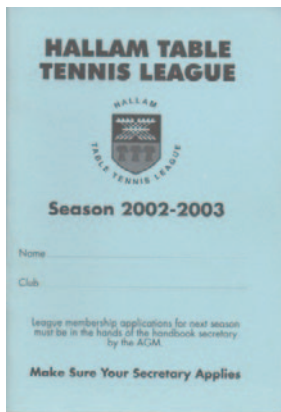 HALLAM TABLE
TENNIS LEAGUE
HALLAM
TABLE TENNIS LEAGUE
Season 2002-2003
Name
Club
League membership applications for next season
must be in the hands of the handbook secretary
by the AGM.
Make Sure Your Secretary Applies